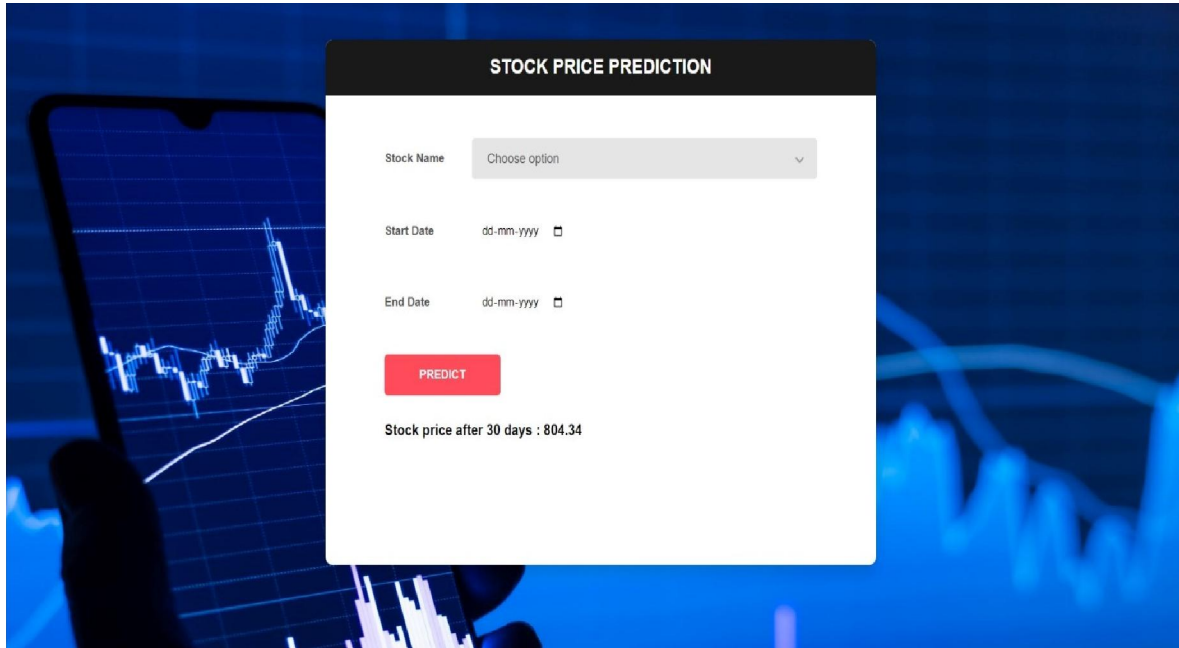 STOCK PRICE PREDICTION
Stock Name Choose option
Start Date dd-mm-yyyy
End Date dd-mm-yyyy
PREDICT
Stock price after 30 days : 804.34